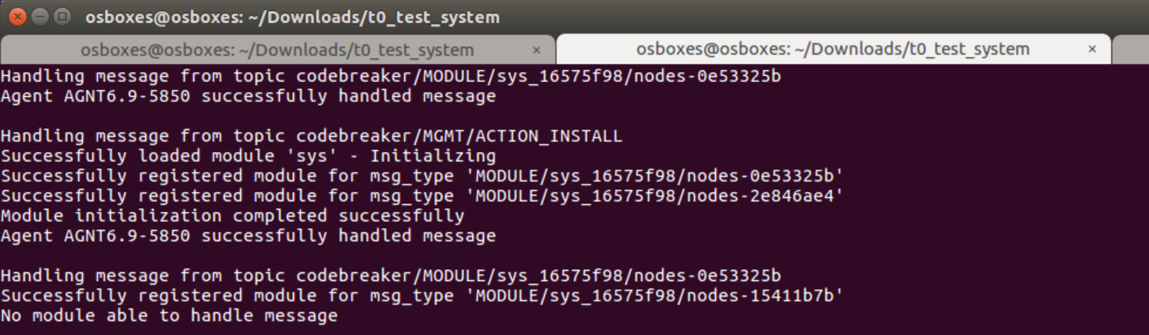 osboxes@osboxes: ~/Downloads/t0_test_system
osboxes@osboxes: ~/Downloads/t0_test_system × osboxes@osboxes: ~/Downloads/t0_test_system ×
Handling message from topic codebreaker/MODULE/sys_16575f98/nodes-0e53325b
Agent AGNT6.9-5850 successfully handled message
Handling message from topic codebreaker/MGMT/ACTION_INSTALL
Successfully loaded module 'sys' - Initializing
Successfully registered module for msg_type 'MODULE/sys_16575f98/nodes-0e53325b'
Successfully registered module for msg_type 'MODULE/sys_16575f98/nodes-2e846ae4'
Module initialization completed successfully
Agent AGNT6.9-5850 successfully handled message
Handling message from topic codebreaker/MODULE/sys_16575f98/nodes-0e53325b
Successfully registered module for msg_type 'MODULE/sys_16575f98/nodes-15411b7b'
No module able to handle message